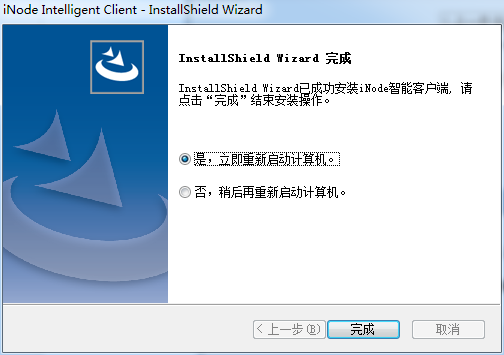 iNode Intelligent Client - InstallShield Wizard
InstallShield Wizard 完成
InstallShield Wizard已成功安装iNode智能客户端, 请
点击“完成”结束安装操作。
是，立即重新启动计算机。
否，稍后再重新启动计算机。
< 上一步(B)
完成
取消